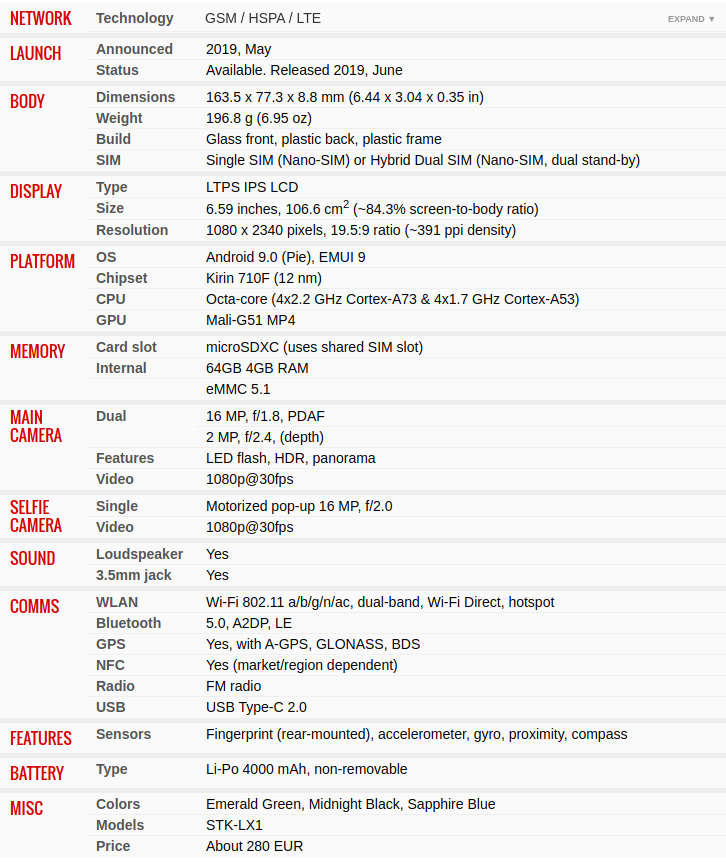 NETWORK Technology GSM / HSPA / LTE EXPAND ▼
LAUNCH Announced 2019, May
Status Available. Released 2019, June
BODY Dimensions 163.5 x 77.3 x 8.8 mm (6.44 x 3.04 x 0.35 in)
Weight 196.8 g (6.95 oz)
Build Glass front, plastic back, plastic frame
SIM Single SIM (Nano-SIM) or Hybrid Dual SIM (Nano-SIM, dual stand-by)
DISPLAY Type LTPS IPS LCD
Size 6.59 inches, 106.6 cm² (~84.3% screen-to-body ratio)
Resolution 1080 x 2340 pixels, 19.5:9 ratio (~391 ppi density)
PLATFORM OS Android 9.0 (Pie), EMUI 9
Chipset Kirin 710F (12 nm)
CPU Octa-core (4x2.2 GHz Cortex-A73 & 4x1.7 GHz Cortex-A53)
GPU Mali-G51 MP4
MEMORY Card slot microSDXC (uses shared SIM slot)
Internal 64GB 4GB RAM
eMMC 5.1
MAIN CAMERA Dual 16 MP, f/1.8, PDAF
2 MP, f/2.4, (depth)
Features LED flash, HDR, panorama
Video 1080p@30fps
SELFIE CAMERA Single Motorized pop-up 16 MP, f/2.0
Video 1080p@30fps
SOUND Loudspeaker Yes
3.5mm jack Yes
COMMS WLAN Wi-Fi 802.11 a/b/g/n/ac, dual-band, Wi-Fi Direct, hotspot
Bluetooth 5.0, A2DP, LE
GPS Yes, with A-GPS, GLONASS, BDS
NFC Yes (market/region dependent)
Radio FM radio
USB USB Type-C 2.0
FEATURES Sensors Fingerprint (rear-mounted), accelerometer, gyro, proximity, compass
BATTERY Type Li-Po 4000 mAh, non-removable
MISC Colors Emerald Green, Midnight Black, Sapphire Blue
Models STK-LX1
Price About 280 EUR